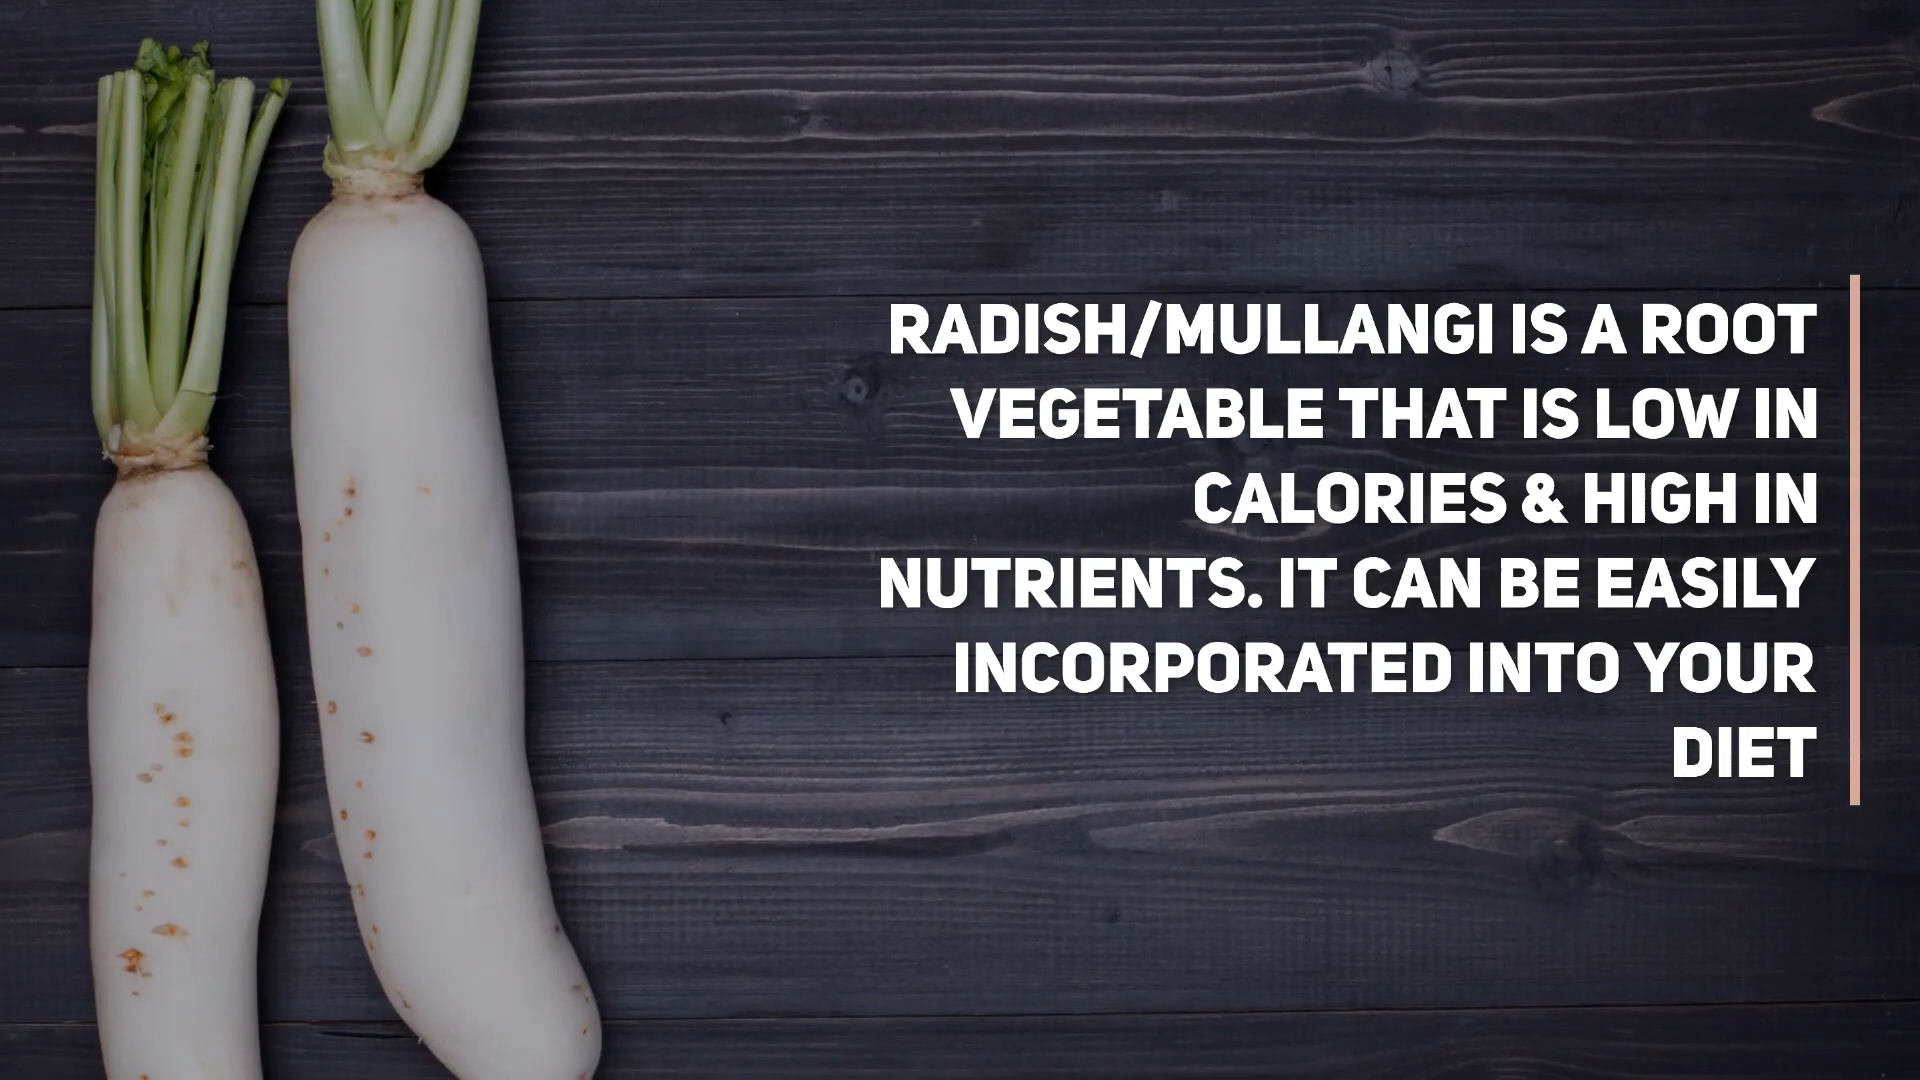 RADISH/MULLANGI IS A ROOT
VEGETABLE THAT IS LOW IN
CALORIES & HIGH IN
NUTRIENTS. IT CAN BE EASILY
INCORPORATED INTO YOUR
DIET